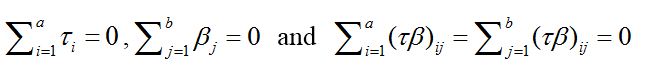 ∑_{i=1}^{a} τ_i = 0 , ∑_{j=1}^{b} β_j = 0 and ∑_{i=1}^{a} (τβ)_{ij} = ∑_{j=1}^{b} (τβ)_{ij} = 0